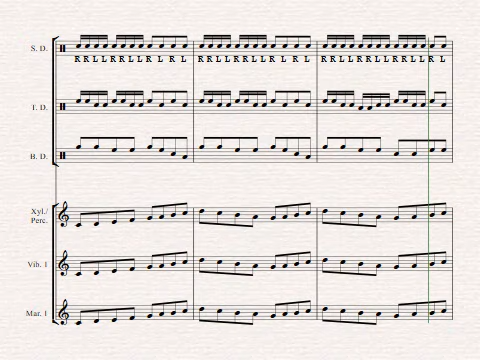 S. D.
R R L L R R L L R L R L R R L L R R L L R L R L R R L L R R L L R R L L R L
T. D.
B. D.
Xyl./
Perc.
Vib. 1
Mar. 1